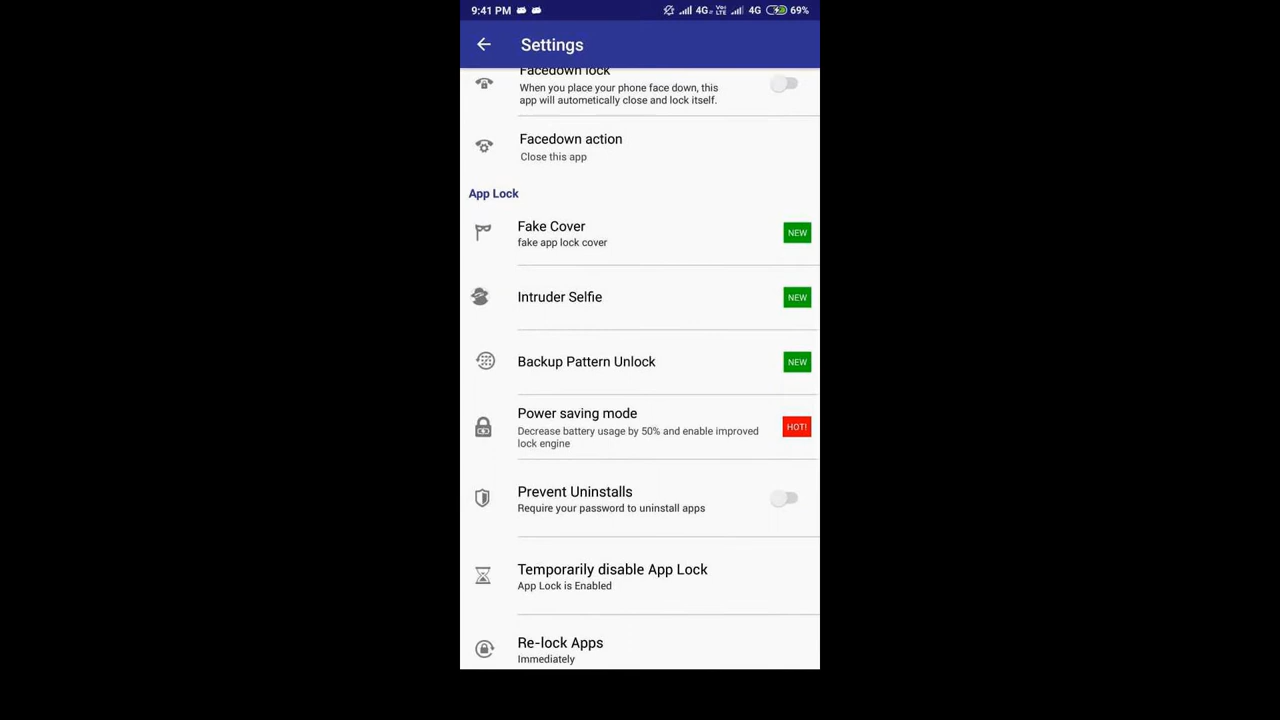 9:41 PM 4G VoLTE 4G 69%
Settings
Facedown lock
When you place your phone face down, this
app will automatically close and lock itself.
Facedown action
Close this app
App Lock
Fake Cover
fake app lock cover
NEW
Intruder Selfie
NEW
Backup Pattern Unlock
NEW
Power saving mode
Decrease battery usage by 50% and enable improved
lock engine
HOT!
Prevent Uninstalls
Require your password to uninstall apps
Temporarily disable App Lock
App Lock is Enabled
Re-lock Apps
Immediately